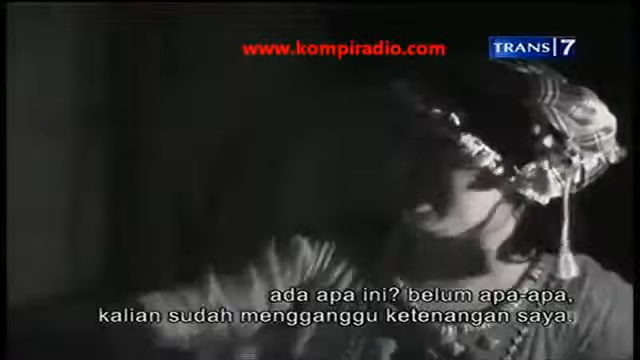 www.kompiradio.com
TRANS|7
ada apa ini? belum apa-apa,
kalian sudah mengganggu ketenangan saya.